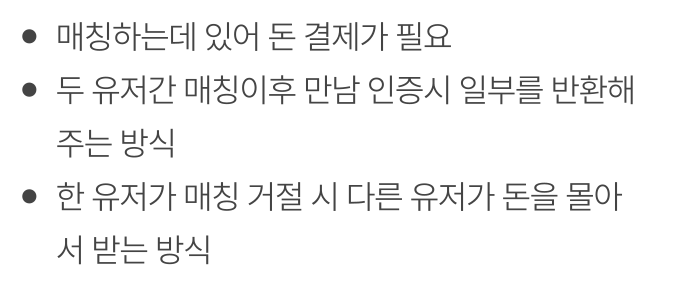 ● 매칭하는데 있어 돈 결제가 필요
● 두 유저간 매칭이후 만남 인증시 일부를 반환해
주는 방식
● 한 유저가 매칭 거절 시 다른 유저가 돈을 몰아
서 받는 방식